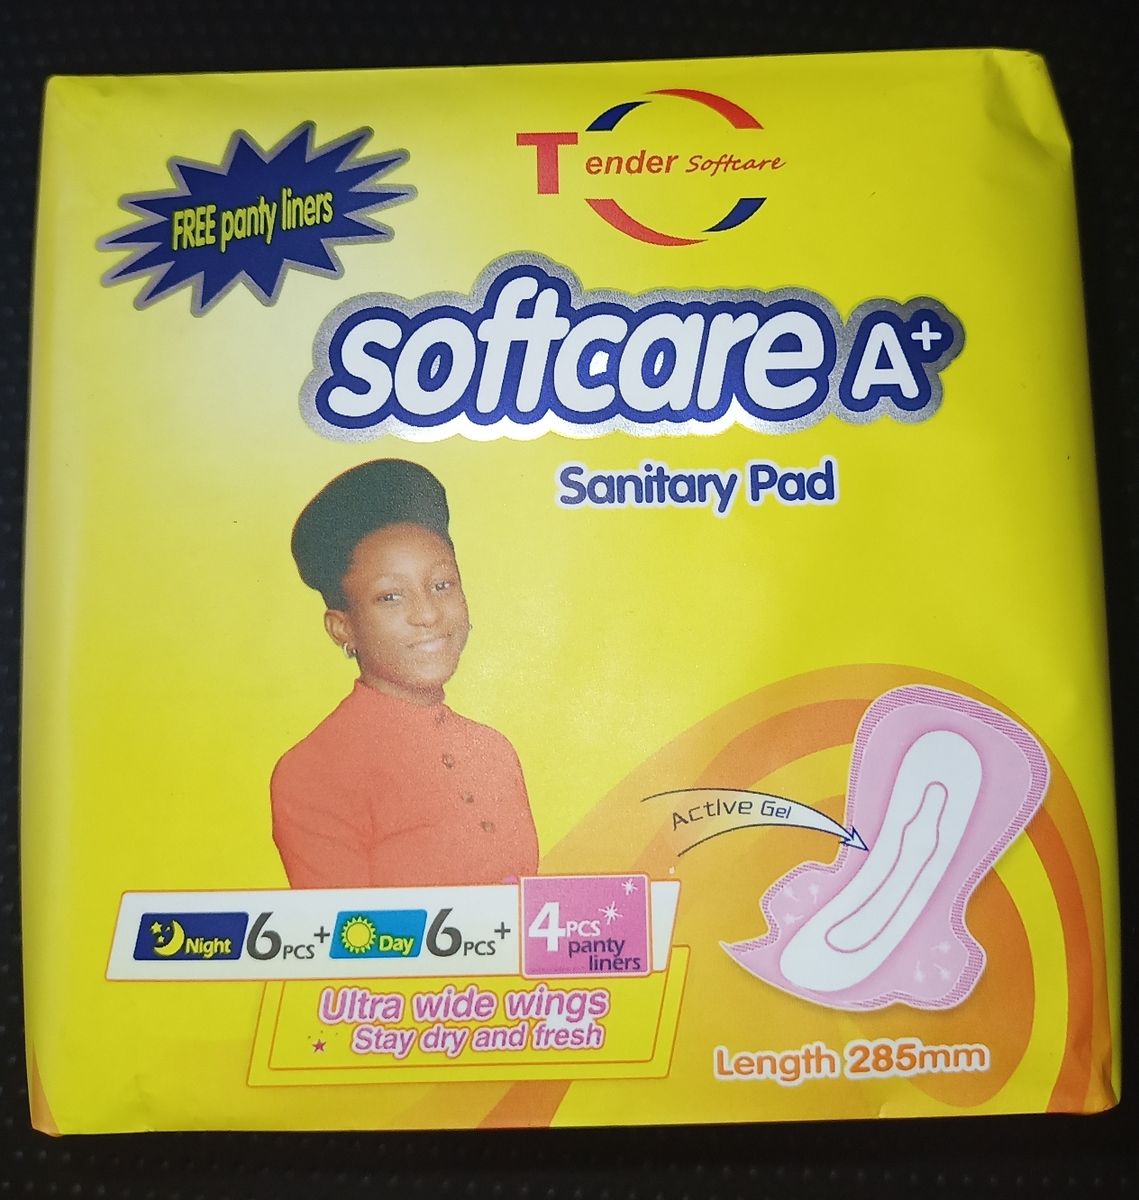 FREE panty liners
Tender Softcare
softcare A+
Sanitary Pad
Active Gel
Night 6PCS + Day 6PCS + 4PCS panty liners
Ultra wide wings
Stay dry and fresh
Length 285mm